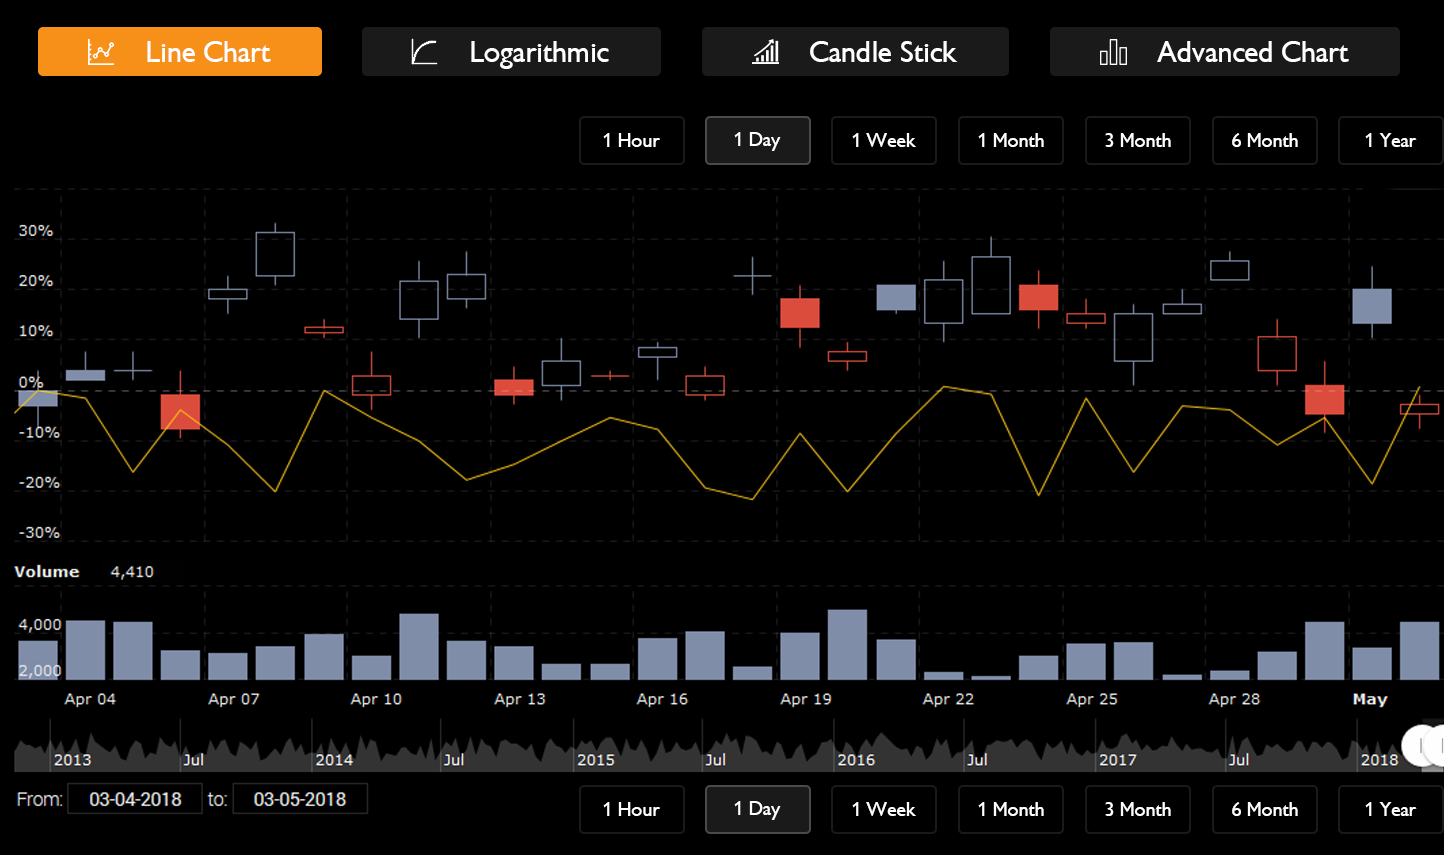 Line Chart Logarithmic Candle Stick Advanced Chart
1 Hour 1 Day 1 Week 1 Month 3 Month 6 Month 1 Year
30%
20%
10%
0%
-10%
-20%
-30%
Volume 4,410
4,000
2,000
Apr 04 Apr 07 Apr 10 Apr 13 Apr 16 Apr 19 Apr 22 Apr 25 Apr 28 May
2013 Jul 2014 Jul 2015 Jul 2016 Jul 2017 Jul 2018
From: 03-04-2018 to: 03-05-2018
1 Hour 1 Day 1 Week 1 Month 3 Month 6 Month 1 Year